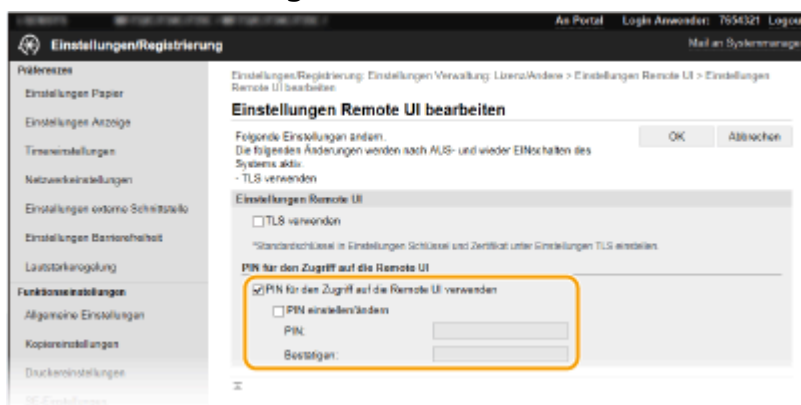 An Portal Login Anwender: 7654321 Logou
Einstellungen/Registrierung
Mail an Systemmanage
Präferenzen
Einstellungen Papier
Einstellungen Anzeige
Timereinstellungen
Netzwerkeinstellungen
Einstellungen externe Schnittstelle
Einstellungen Barrierefreiheit
Lautstärkeregelung
Funktionseinstellungen
Allgemeine Einstellungen
Kopiereinstellungen
Druckereinstellungen
Einstellungen/Registrierung: Einstellungen Verwaltung: Lizenz/Andere > Einstellungen Remote UI > Einstellungen
Remote UI bearbeiten
Einstellungen Remote UI bearbeiten
Folgende Einstellungen ändern.
OK Abbrechen
Die folgenden Änderungen werden nach AUS- und wieder EINschalten des
Systems aktiv.
- TLS verwenden
Einstellungen Remote UI
TLS verwenden
*Standardschlüssel in Einstellungen Schlüssel und Zertifikat unter Einstellungen TLS einstellen.
PIN für den Zugriff auf die Remote UI
PIN für den Zugriff auf die Remote UI verwenden
PIN einstellen/ändern
PIN:
Bestätigen: